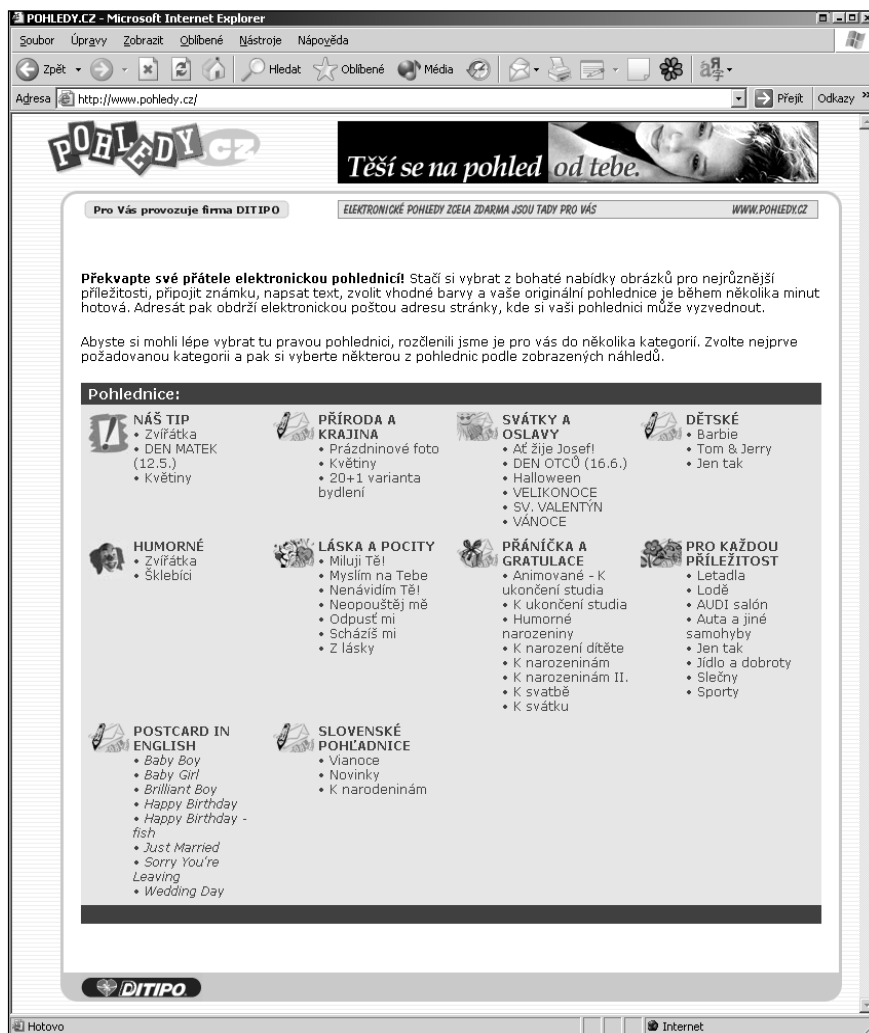 POHLEDY.CZ - Microsoft Internet Explorer
Soubor Úpravy Zobrazit Oblíbené Nástroje Nápověda
Zpět Hledat Oblíbené Média
Adresa http://www.pohledy.cz/ Přejít Odkazy »
POHLEDY CZ
Těší se na pohled od tebe.
Pro Vás provozuje firma DITIPO
ELEKTRONICKÉ POHLEDY ZCELA ZDARMA JSOU TADY PRO VÁS WWW.POHLEDY.CZ
Překvapte své přátele elektronickou pohlednicí! Stačí si vybrat z bohaté nabídky obrázků pro nejrůznější
příležitosti, připojit známku, napsat text, zvolit vhodné barvy a vaše originální pohlednice je během několika minut
hotová. Adresát pak obdrží elektronickou poštou adresu stránky, kde si vaši pohlednici může vyzvednout.
Abyste si mohli lépe vybrat tu pravou pohlednici, rozčlenili jsme je pro vás do několika kategorií. Zvolte nejprve
požadovanou kategorii a pak si vyberte některou z pohlednic podle zobrazených náhledů.
Pohlednice:
NÁŠ TIP
• Zvířátka
• DEN MATEK
(12.5.)
• Květiny
PŘÍRODA A
KRAJINA
• Prázdninové foto
• Květiny
• 20+1 varianta
bydlení
SVÁTKY A
OSLAVY
• Ať žije Josef!
• DEN OTCŮ (16.6.)
• Halloween
• VELIKONOCE
• SV. VALENTÝN
• VÁNOCE
DĚTSKÉ
• Barbie
• Tom & Jerry
• Jen tak
HUMORNÉ
• Zvířátka
• Šklebíci
LÁSKA A POCITY
• Miluji Tě!
• Myslím na Tebe
• Nenávidím Tě!
• Neopouštěj mě
• Odpusť mi
• Scházíš mi
• Z lásky
PŘÁNÍČKA A
GRATULACE
• Animované - K
ukončení studia
• K ukončení studia
• Humorné
narozeniny
• K narození dítěte
• K narozeninám
• K narozeninám II.
• K svatbě
• K svátku
PRO KAŽDOU
PŘÍLEŽITOST
• Letadla
• Lodě
• AUDI salón
• Auta a jiné
samohyby
• Jen tak
• Jídlo a dobroty
• Slečny
• Sporty
POSTCARD IN
ENGLISH
• Baby Boy
• Baby Girl
• Brilliant Boy
• Happy Birthday
• Happy Birthday -
fish
• Just Married
• Sorry You're
Leaving
• Wedding Day
SLOVENSKÉ
POHĽADNICE
• Vianoce
• Novinky
• K narodeninám
DITIPO
Hotovo Internet